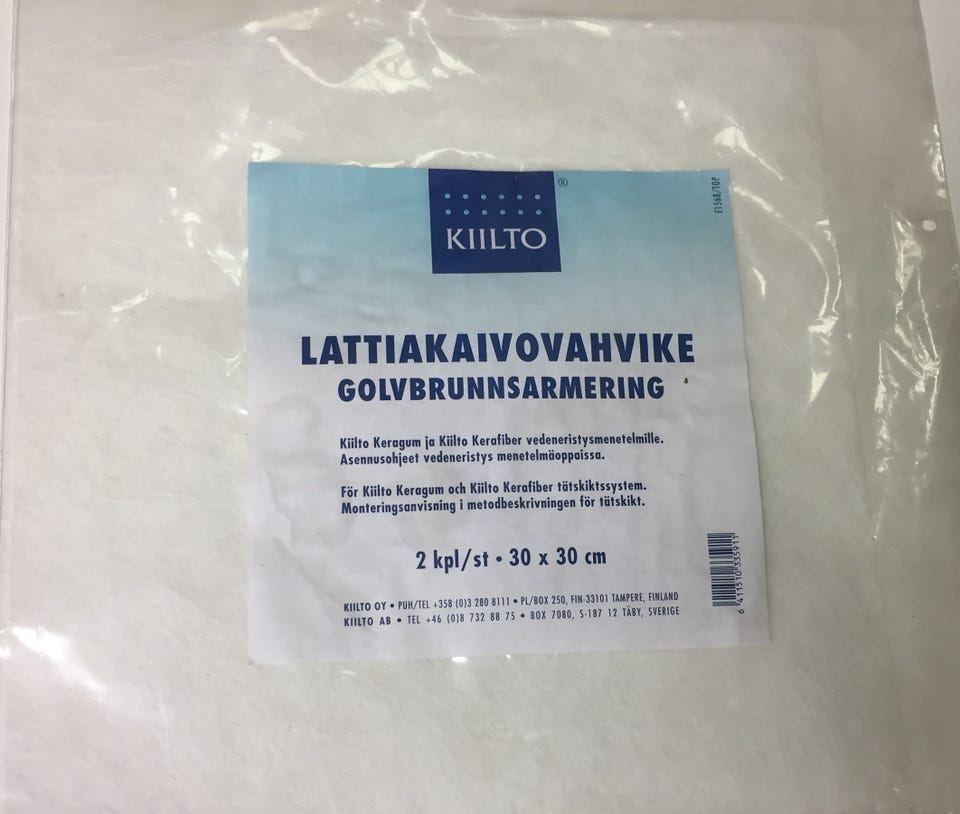 KIILTO
®
E1568/TOP
LATTIAKAIVOVAHVIKE
GOLVBRUNNSARMERING
Kiilto Keragum ja Kiilto Kerafiber vedeneristysmenetelmille.
Asennusohjeet vedeneristys menetelmäoppaissa.
För Kiilto Keragum och Kiilto Kerafiber tätskiktssystem.
Monteringsanvisning i metodbeskrivningen för tätskikt.
2 kpl/st • 30 x 30 cm
KIILTO OY • PUH/TEL +358 (0)3 280 8111 • PL/BOX 250, FIN-33101 TAMPERE, FINLAND
KIILTO AB • TEL +46 (0)8 732 88 75 • BOX 7080, S-187 12 TÄBY, SVERIGE
6 411510 335911